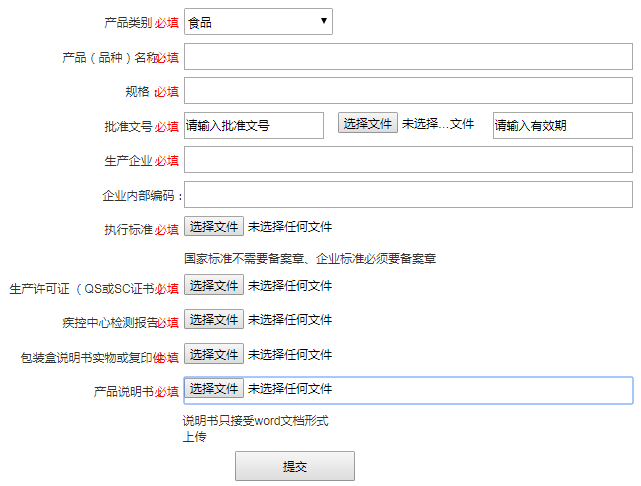 产品类别 必填 食品
产品（品种）名称 必填
规格： 必填
批准文号 必填 请输入批准文号 选择文件 未选择...文件 请输入有效期
生产企业 必填
企业内部编码：
执行标准 必填 选择文件 未选择任何文件
国家标准不需要备案章、企业标准必须要备案章
生产许可证（QS或SC证书 必填 选择文件 未选择任何文件
疾控中心检测报告 必填 选择文件 未选择任何文件
包装盒说明书实物或复印件 必填 选择文件 未选择任何文件
产品说明书 必填 选择文件 未选择任何文件
说明书只接受word文档形式
上传
提交